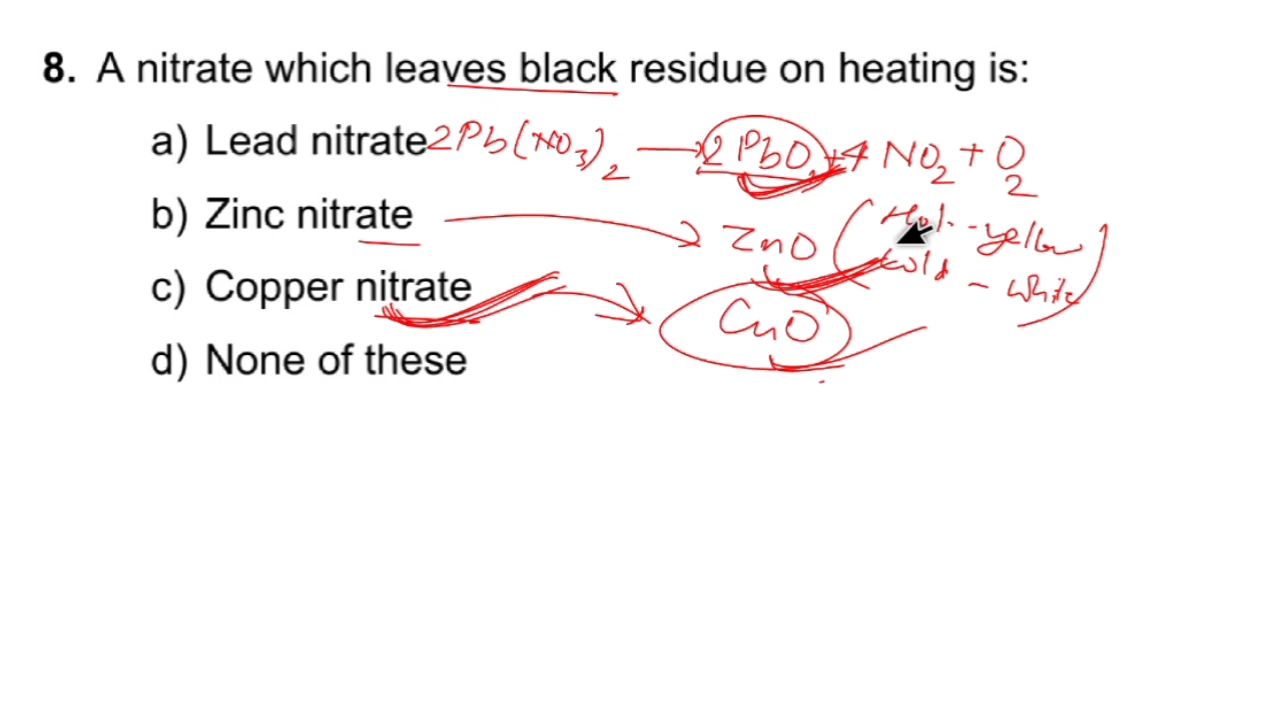 8. A nitrate which leaves black residue on heating is:
a) Lead nitrate 2Pb(NO3)2 → 2PbO + 4NO2 + O2
b) Zinc nitrate → ZnO (Hot - yellow
cold - white)
c) Copper nitrate → CuO
d) None of these